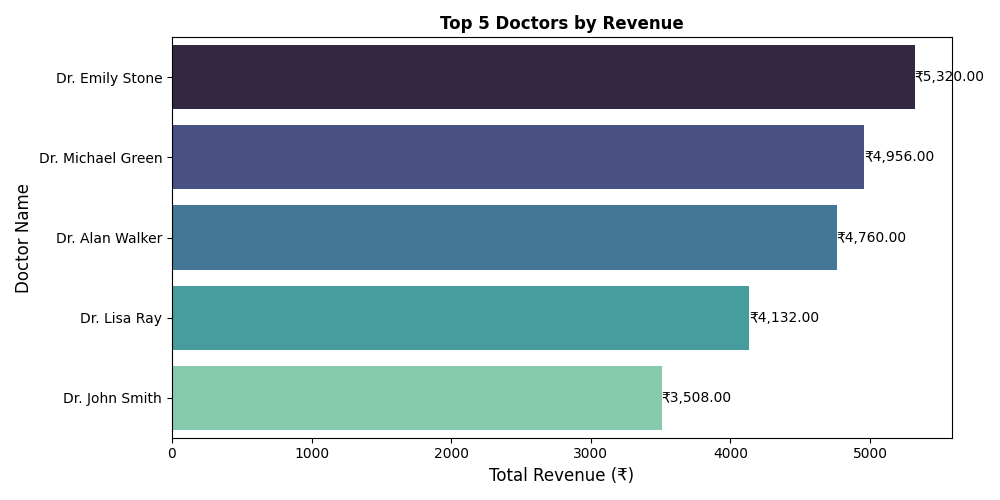 Top 5 Doctors by Revenue
Doctor Name
Dr. Emily Stone
₹5,320.00
Dr. Michael Green
₹4,956.00
Dr. Alan Walker
₹4,760.00
Dr. Lisa Ray
₹4,132.00
Dr. John Smith
₹3,508.00
0 1000 2000 3000 4000 5000
Total Revenue (₹)